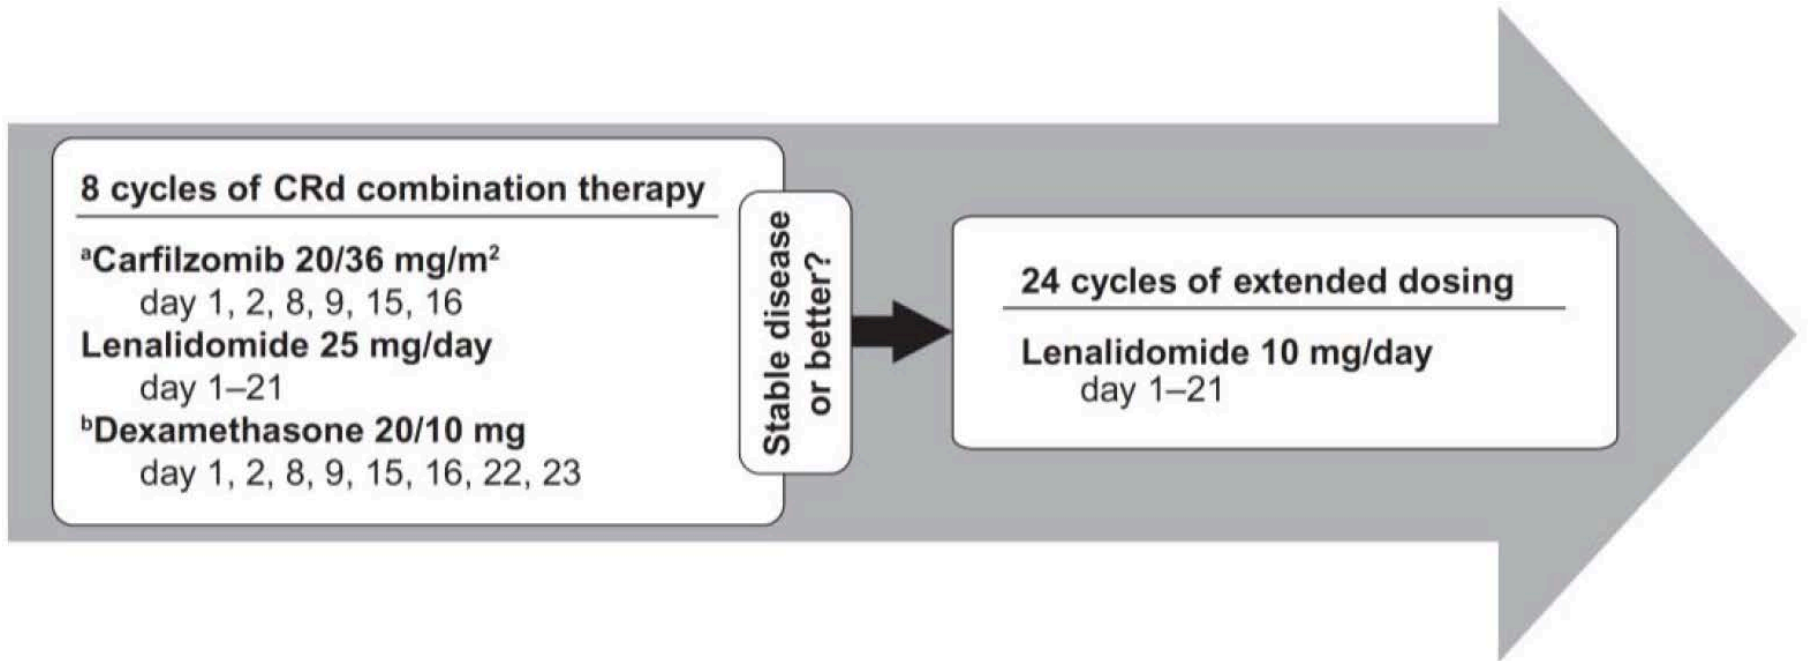 8 cycles of CRd combination therapy
ᵃCarfilzomib 20/36 mg/m²
day 1, 2, 8, 9, 15, 16
Lenalidomide 25 mg/day
day 1–21
ᵇDexamethasone 20/10 mg
day 1, 2, 8, 9, 15, 16, 22, 23
Stable disease
or better?
24 cycles of extended dosing
Lenalidomide 10 mg/day
day 1–21